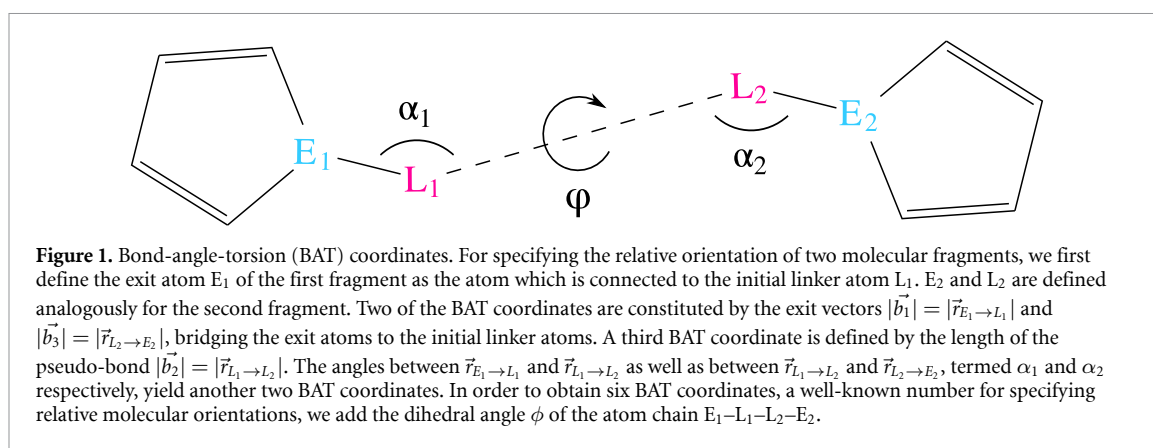 α₁
L₂
E₁
E₂
L₁
α₂
φ
Figure 1. Bond-angle-torsion (BAT) coordinates. For specifying the relative orientation of two molecular fragments, we first
define the exit atom E₁ of the first fragment as the atom which is connected to the initial linker atom L₁. E₂ and L₂ are defined
analogously for the second fragment. Two of the BAT coordinates are constituted by the exit vectors |b⃗₁| = |r⃗_{E₁→L₁}| and
|b⃗₃| = |r⃗_{L₂→E₂}|, bridging the exit atoms to the initial linker atoms. A third BAT coordinate is defined by the length of the
pseudo-bond |b⃗₂| = |r⃗_{L₁→L₂}|. The angles between r⃗_{E₁→L₁} and r⃗_{L₁→L₂} as well as between r⃗_{L₁→L₂} and r⃗_{L₂→E₂}, termed α₁ and α₂
respectively, yield another two BAT coordinates. In order to obtain six BAT coordinates, a well-known number for specifying
relative molecular orientations, we add the dihedral angle ϕ of the atom chain E₁–L₁–L₂–E₂.